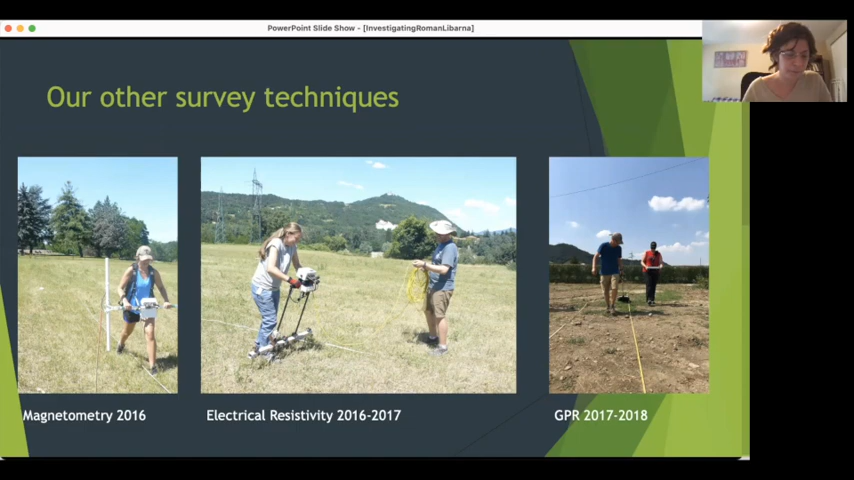 PowerPoint Slide Show - [InvestigatingRomanLibarna]
Our other survey techniques
Magnetometry 2016
Electrical Resistivity 2016-2017
GPR 2017-2018